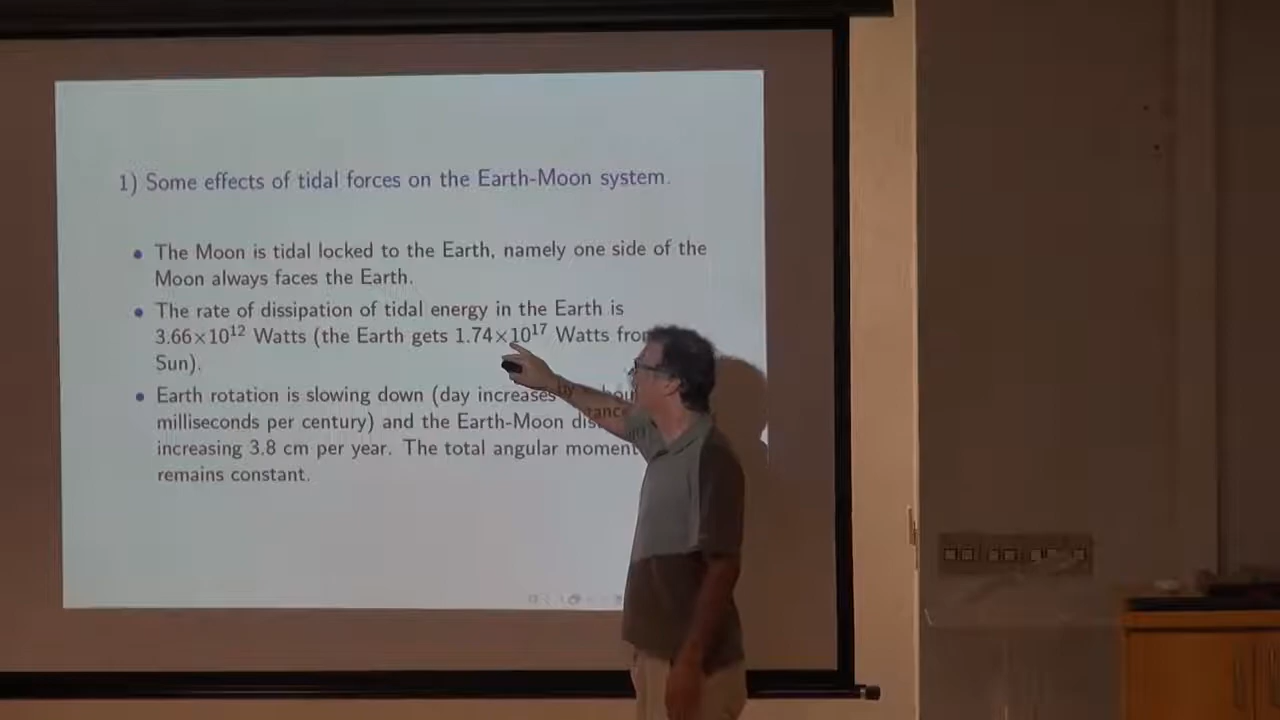 1) Some effects of tidal forces on the Earth-Moon system.
• The Moon is tidal locked to the Earth, namely one side of the
Moon always faces the Earth.
• The rate of dissipation of tidal energy in the Earth is
3.66×10¹² Watts (the Earth gets 1.74×10¹⁷ Watts from
Sun).
• Earth rotation is slowing down (day increases by
milliseconds per century) and the Earth-Moon
increasing 3.8 cm per year. The total angular
remains constant.